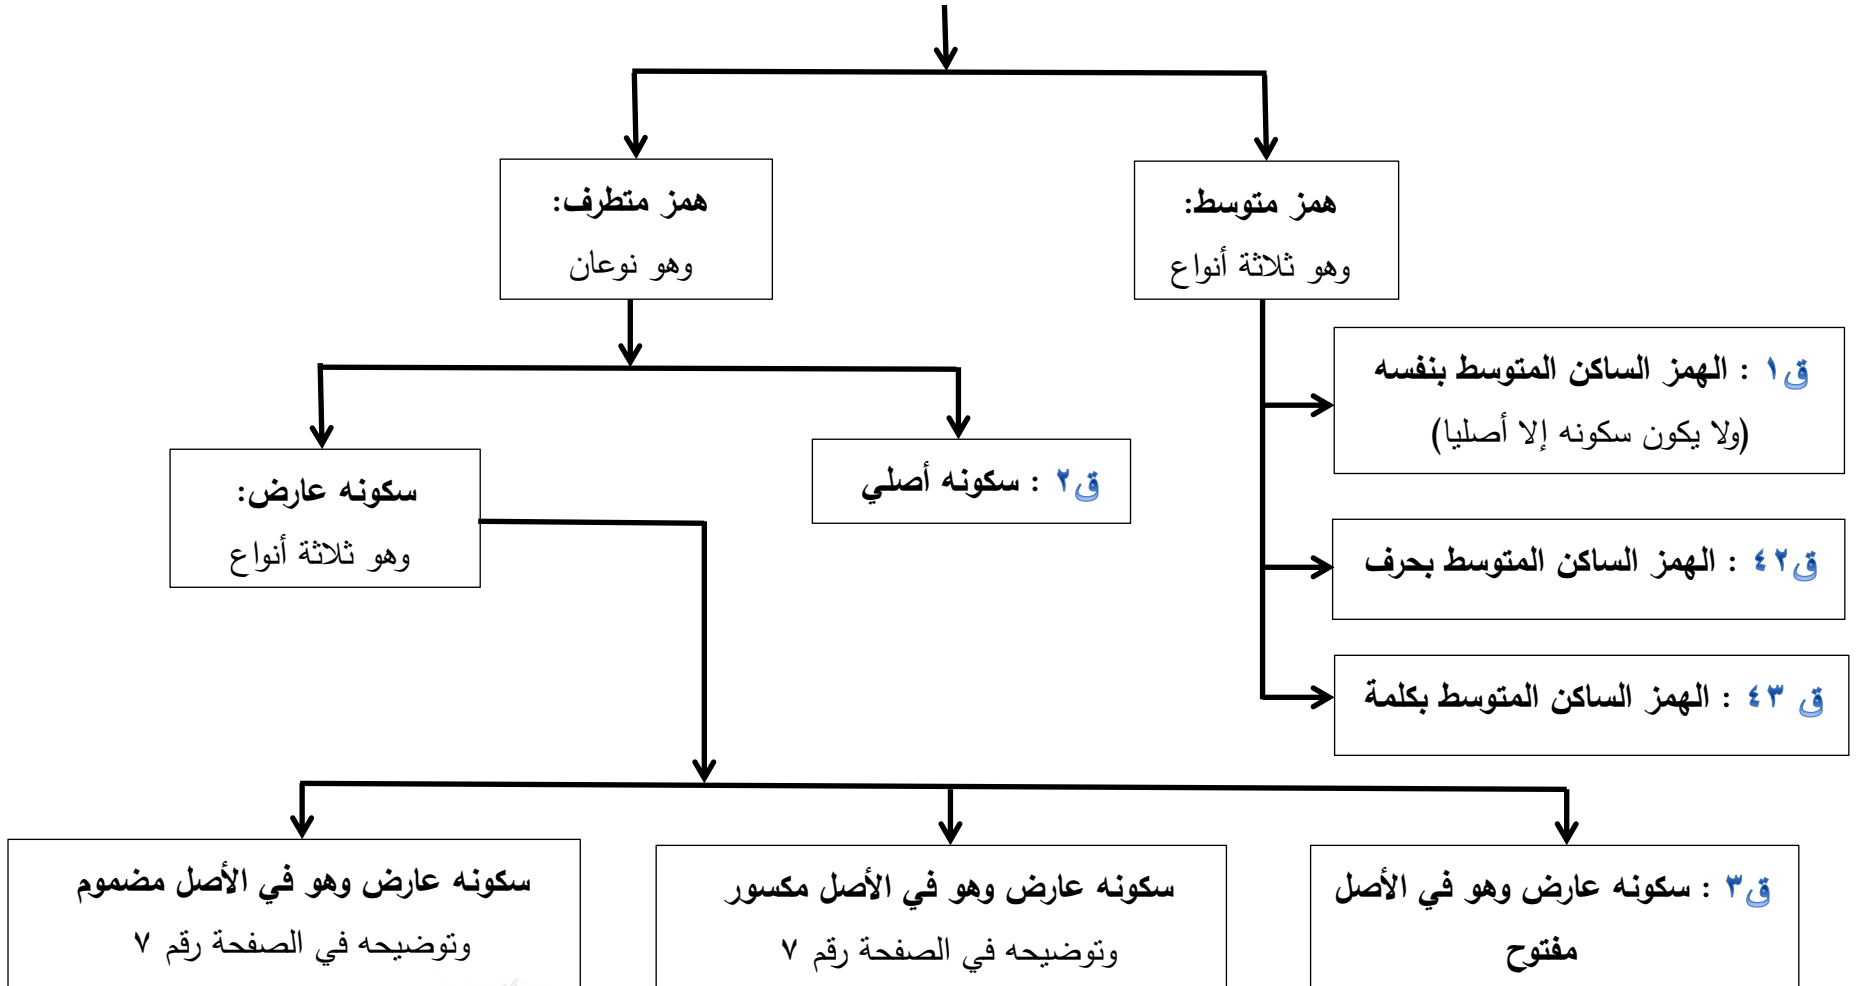 همز متوسط:
وهو ثلاثة أنواع
همز متطرف:
وهو نوعان
ق١ : الهمز الساكن المتوسط بنفسه
(ولا يكون سكونه إلا أصليا)
ق٤٢ : الهمز الساكن المتوسط بحرف
ق ٤٣ : الهمز الساكن المتوسط بكلمة
ق٢ : سكونه أصلي
سكونه عارض:
وهو ثلاثة أنواع
ق٣ : سكونه عارض وهو في الأصل
مفتوح
سكونه عارض وهو في الأصل مكسور
وتوضيحه في الصفحة رقم ٧
سكونه عارض وهو في الأصل مضموم
وتوضيحه في الصفحة رقم ٧